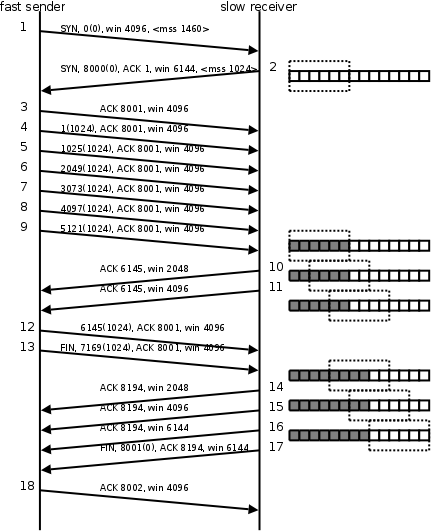 fast sender slow receiver
1 SYN, 0(0), win 4096, <mss 1460>
SYN, 8000(0), ACK 1, win 6144, <mss 1024> 2
3 ACK 8001, win 4096
4 1(1024), ACK 8001, win 4096
5 1025(1024), ACK 8001, win 4096
6 2049(1024), ACK 8001, win 4096
7 3073(1024), ACK 8001, win 4096
8 4097(1024), ACK 8001, win 4096
9 5121(1024), ACK 8001, win 4096
ACK 6145, win 2048 10
ACK 6145, win 4096 11
12 6145(1024), ACK 8001, win 4096
13 FIN, 7169(1024), ACK 8001, win 4096
ACK 8194, win 2048 14
ACK 8194, win 4096 15
ACK 8194, win 6144 16
FIN, 8001(0), ACK 8194, win 6144 17
18 ACK 8002, win 4096